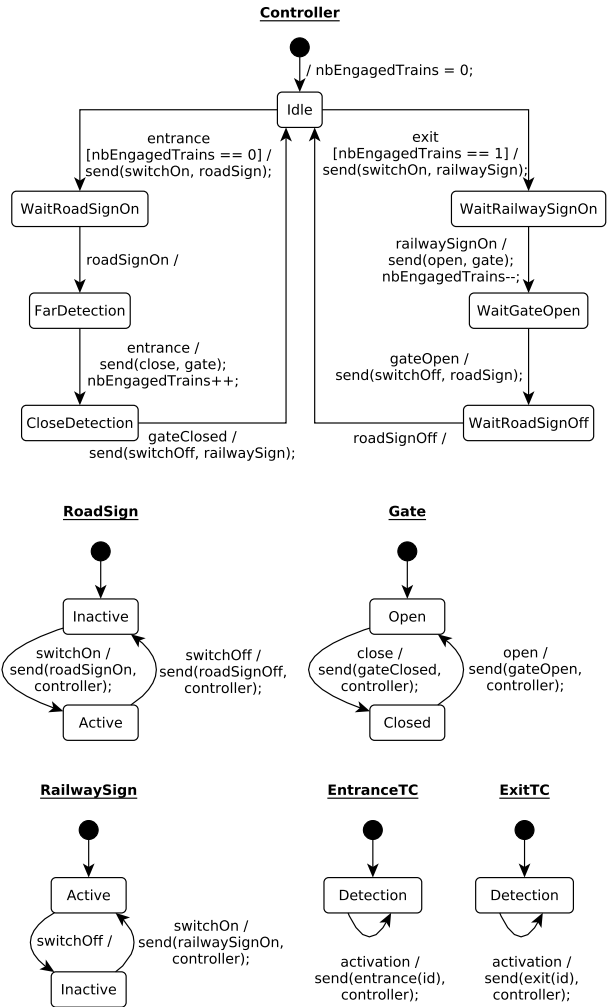 Controller
/ nbEngagedTrains = 0;
Idle
entrance
[nbEngagedTrains == 0] /
send(switchOn, roadSign);
exit
[nbEngagedTrains == 1] /
send(switchOn, railwaySign);
WaitRoadSignOn
WaitRailwaySignOn
roadSignOn /
railwaySignOn /
send(open, gate);
nbEngagedTrains--;
FarDetection
WaitGateOpen
entrance /
send(close, gate);
nbEngagedTrains++;
gateOpen /
send(switchOff, roadSign);
CloseDetection
WaitRoadSignOff
gateClosed /
send(switchOff, railwaySign);
roadSignOff /
RoadSign
Inactive
switchOn /
send(roadSignOn,
controller);
switchOff /
send(roadSignOff,
controller);
Active
Gate
Open
close /
send(gateClosed,
controller);
open /
send(gateOpen,
controller);
Closed
RailwaySign
Active
switchOff /
switchOn /
send(railwaySignOn,
controller);
Inactive
EntranceTC
Detection
activation /
send(entrance(id),
controller);
ExitTC
Detection
activation /
send(exit(id),
controller);